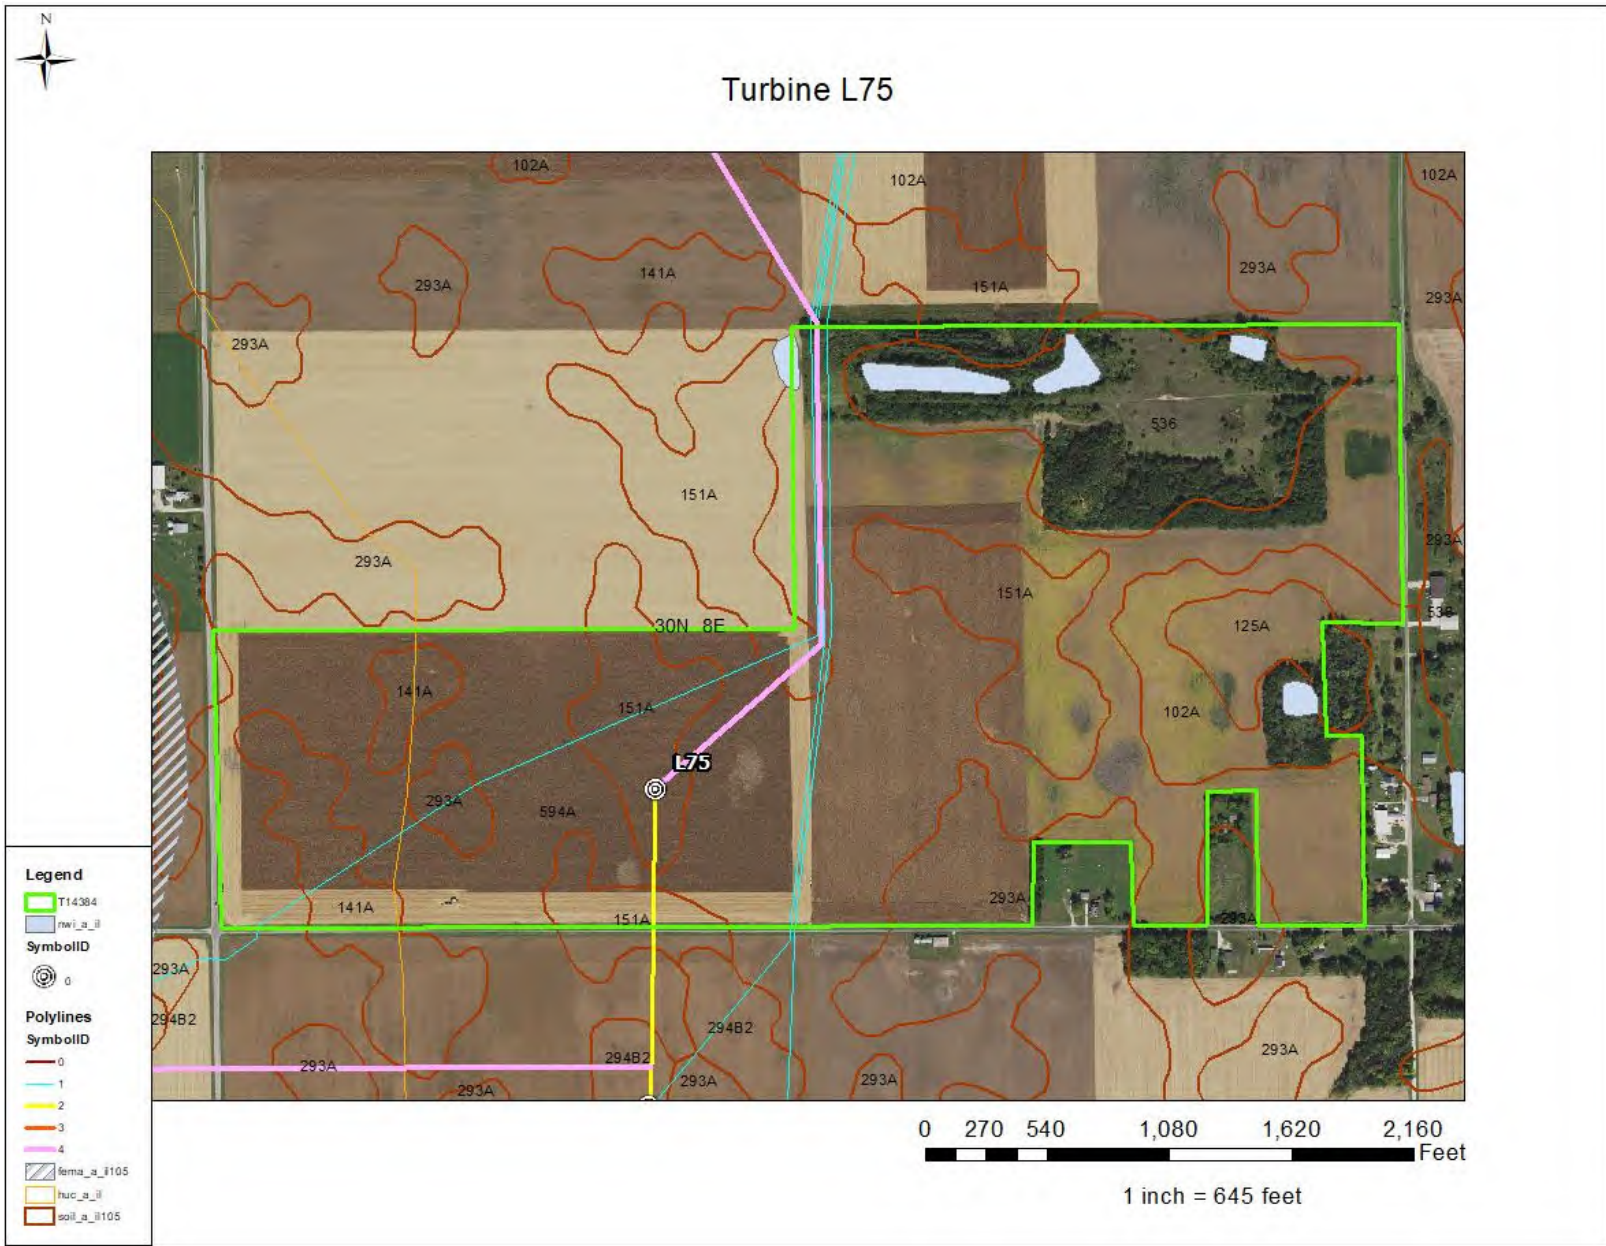 N
Turbine L75
102A
102A
102A
293A
141A
293A
151A
293A
293A
536
151A
293A
293A
151A
536
30N 8E
125A
141A
151A
102A
L75
293A
594A
141A
151A
293A
293A
293A
294B2
294B2
293A
294B2
293A
293A
293A
293A
Legend
T14384
nwi_a_il
SymbolID
0
Polylines
SymbolID
0
1
2
3
4
fema_a_il105
huc_a_il
soil_a_il105
0 270 540 1,080 1,620 2,160
Feet
1 inch = 645 feet